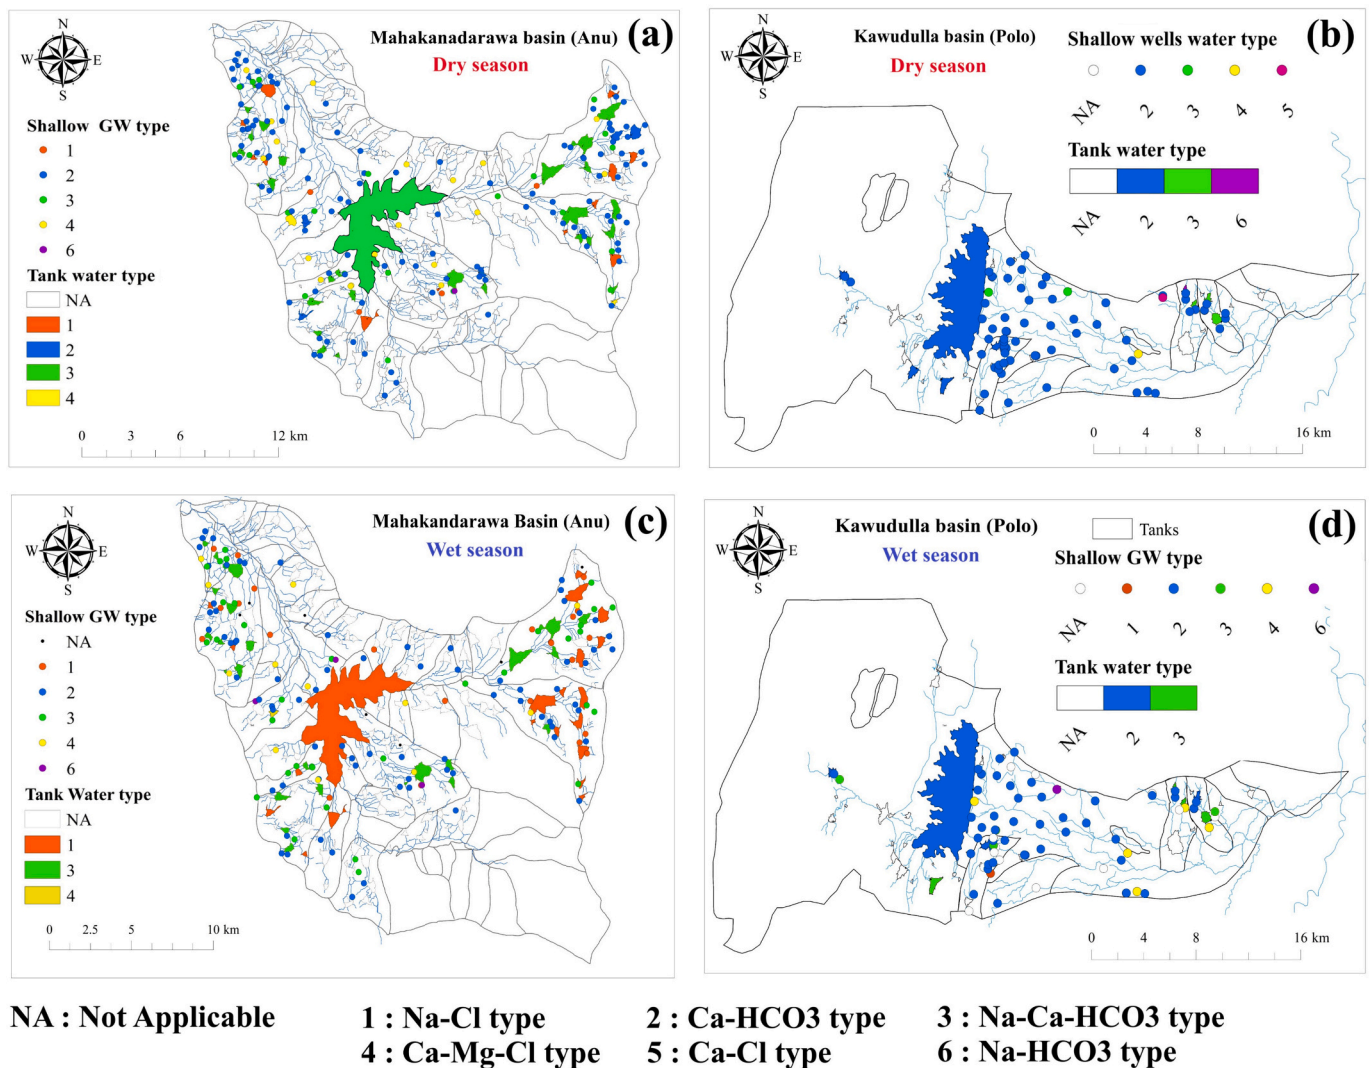 N
W E
S
Mahakanadarawa basin (Anu)
Dry season
(a)
Shallow GW type
1
2
3
4
6
Tank water type
NA
1
2
3
4
0 3 6 12 km
N
W E
S
Kawudulla basin (Polo)
Dry season
Shallow wells water type
(b)
NA 2 3 4 5
Tank water type
NA 2 3 6
0 4 8 16 km
N
W E
S
Mahakandarawa Basin (Anu)
Wet season
(c)
Shallow GW type
NA
1
2
3
4
6
Tank Water type
NA
1
3
4
0 2.5 5 10 km
N
W E
S
Kawudulla basin (Polo)
Wet season
Tanks
(d)
Shallow GW type
NA 1 2 3 4 6
Tank water type
NA 2 3
0 4 8 16 km
NA : Not Applicable 1 : Na-Cl type 2 : Ca-HCO3 type 3 : Na-Ca-HCO3 type
4 : Ca-Mg-Cl type 5 : Ca-Cl type 6 : Na-HCO3 type